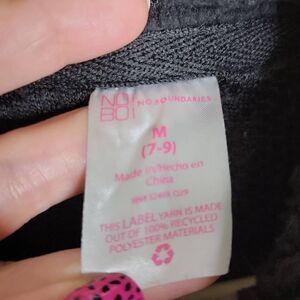 NO
BO
NO BOUNDARIES
M
(7-9)
Made in/Hecho en
China
THIS LABEL YARN IS MADE
OUT OF 100% RECYCLED
POLYESTER MATERIALS